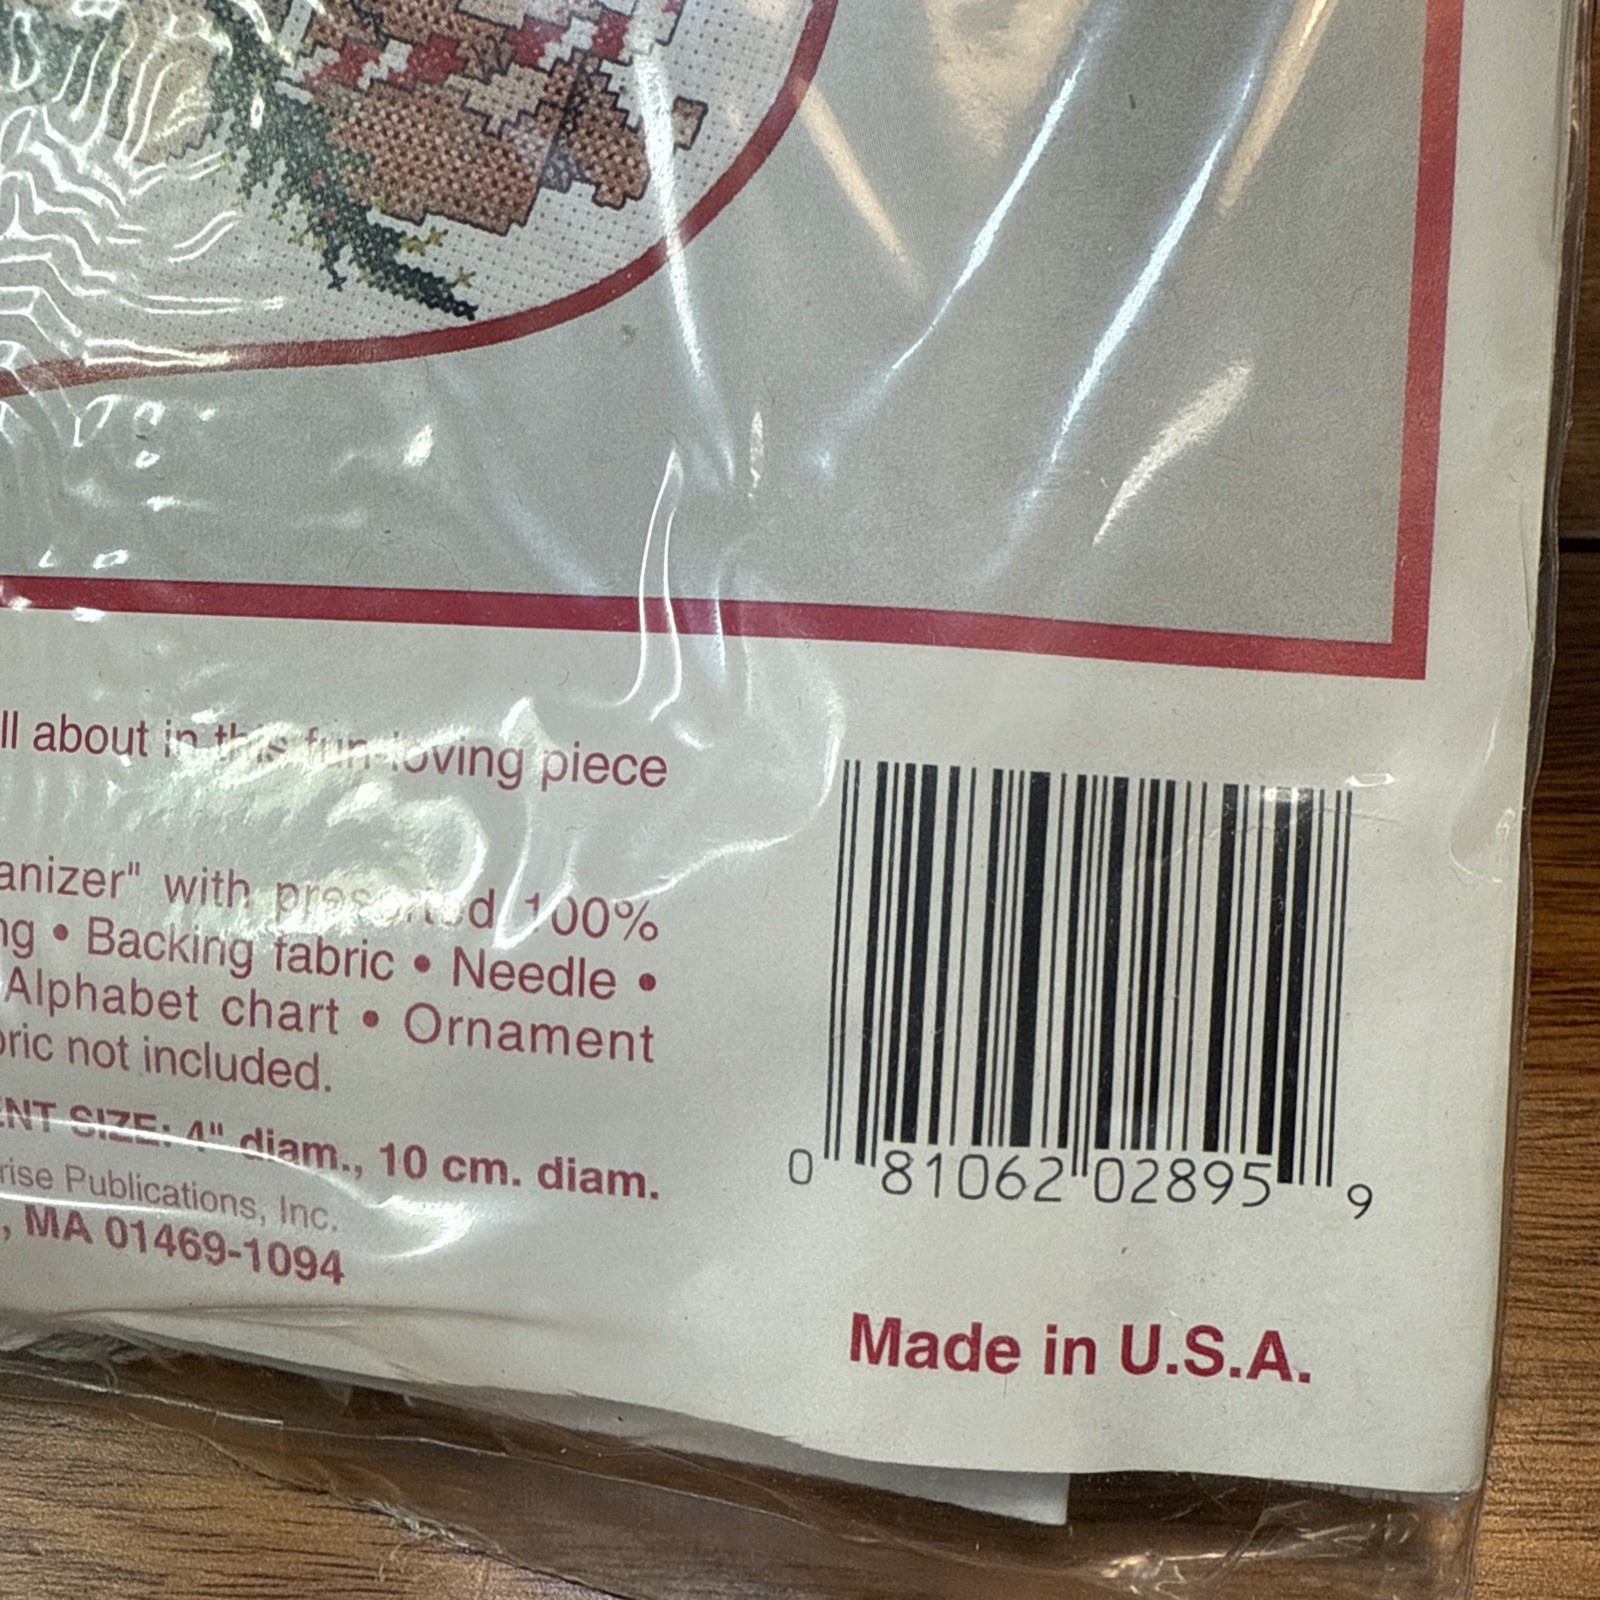 ll about in this fun-loving piece
anizer" with presorted 100%
ng • Backing fabric • Needle •
Alphabet chart • Ornament
bric not included.
ENT SIZE: 4" diam., 10 cm. diam.
rise Publications, Inc.
, MA 01469-1094
0 81062 02895 9
Made in U.S.A.